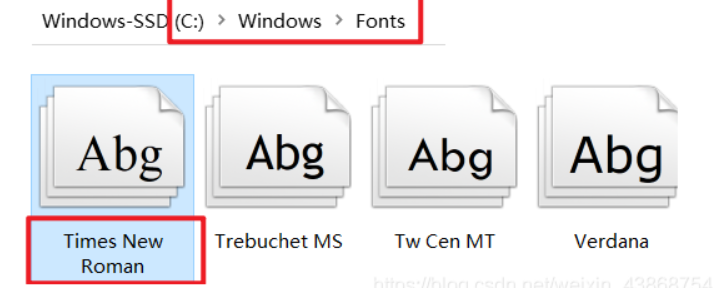 Windows-SSD (C:) > Windows > Fonts
Abg Abg Abg Abg
Times New Roman
Trebuchet MS
Tw Cen MT
Verdana
https://blog.csdn.net/weixin_43868754